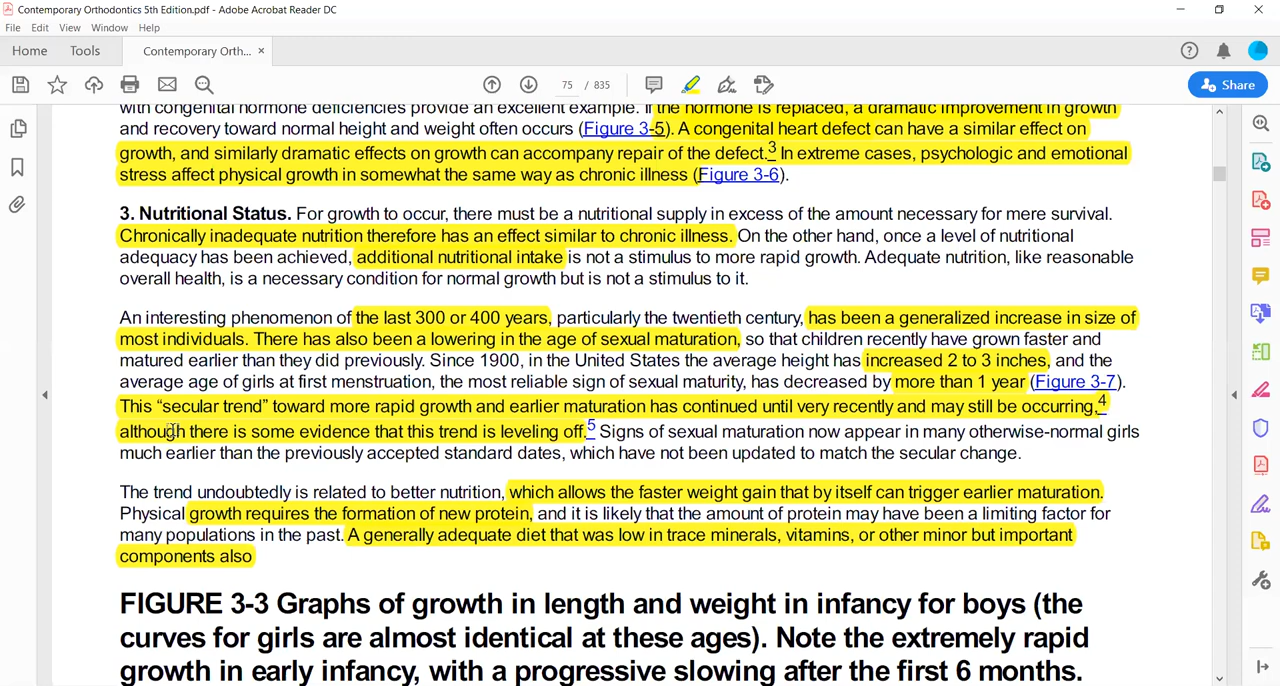 Contemporary Orthodontics 5th Edition.pdf - Adobe Acrobat Reader DC
File Edit View Window Help
Home Tools Contemporary Orth... ×
75 / 835
Share
with congenital hormone deficiencies provide an excellent example. If the hormone is replaced, a dramatic improvement in growth
and recovery toward normal height and weight often occurs (Figure 3-5). A congenital heart defect can have a similar effect on
growth, and similarly dramatic effects on growth can accompany repair of the defect.3 In extreme cases, psychologic and emotional
stress affect physical growth in somewhat the same way as chronic illness (Figure 3-6).
3. Nutritional Status. For growth to occur, there must be a nutritional supply in excess of the amount necessary for mere survival.
Chronically inadequate nutrition therefore has an effect similar to chronic illness. On the other hand, once a level of nutritional
adequacy has been achieved, additional nutritional intake is not a stimulus to more rapid growth. Adequate nutrition, like reasonable
overall health, is a necessary condition for normal growth but is not a stimulus to it.
An interesting phenomenon of the last 300 or 400 years, particularly the twentieth century, has been a generalized increase in size of
most individuals. There has also been a lowering in the age of sexual maturation, so that children recently have grown faster and
matured earlier than they did previously. Since 1900, in the United States the average height has increased 2 to 3 inches, and the
average age of girls at first menstruation, the most reliable sign of sexual maturity, has decreased by more than 1 year (Figure 3-7).
This “secular trend” toward more rapid growth and earlier maturation has continued until very recently and may still be occurring,4
although there is some evidence that this trend is leveling off.5 Signs of sexual maturation now appear in many otherwise-normal girls
much earlier than the previously accepted standard dates, which have not been updated to match the secular change.
The trend undoubtedly is related to better nutrition, which allows the faster weight gain that by itself can trigger earlier maturation.
Physical growth requires the formation of new protein, and it is likely that the amount of protein may have been a limiting factor for
many populations in the past. A generally adequate diet that was low in trace minerals, vitamins, or other minor but important
components also
FIGURE 3-3 Graphs of growth in length and weight in infancy for boys (the
curves for girls are almost identical at these ages). Note the extremely rapid
growth in early infancy, with a progressive slowing after the first 6 months.